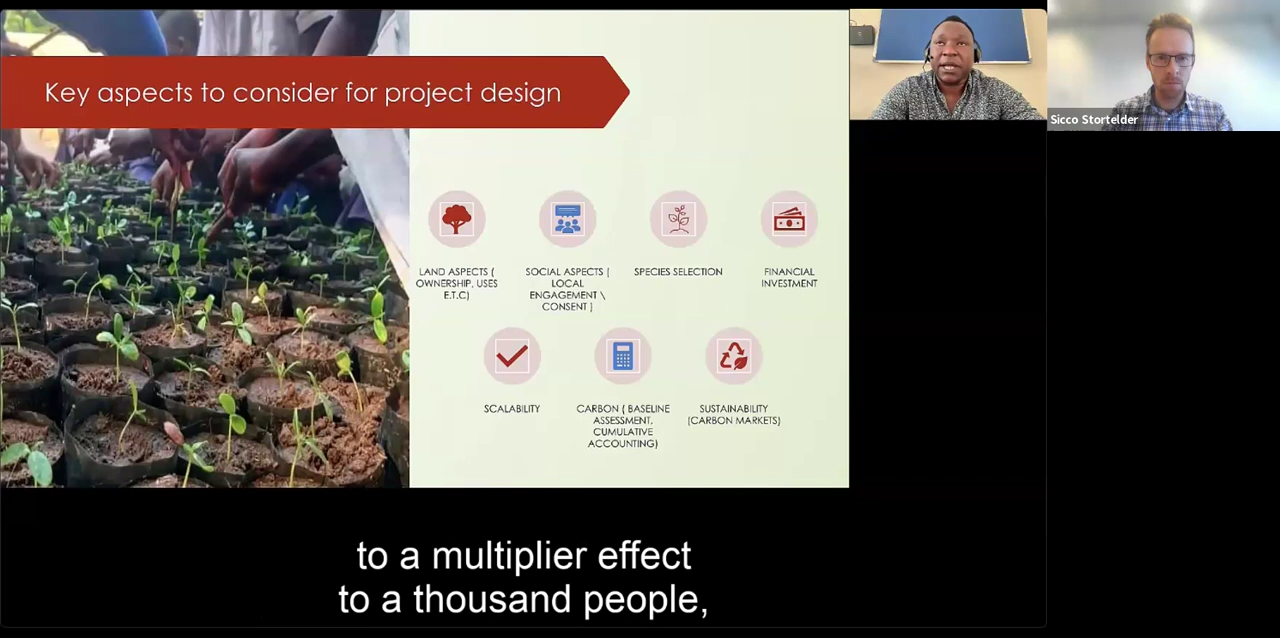 Key aspects to consider for project design
Sicco Stortelder
LAND ASPECTS (
OWNERSHIP, USES
E.T.C)
SOCIAL ASPECTS (
LOCAL
ENGAGEMENT \
CONSENT )
SPECIES SELECTION
FINANCIAL
INVESTMENT
SCALABILITY
CARBON ( BASELINE
ASSESSMENT,
CUMULATIVE
ACCOUNTING)
SUSTAINABILITY
(CARBON MARKETS)
to a multiplier effect
to a thousand people,